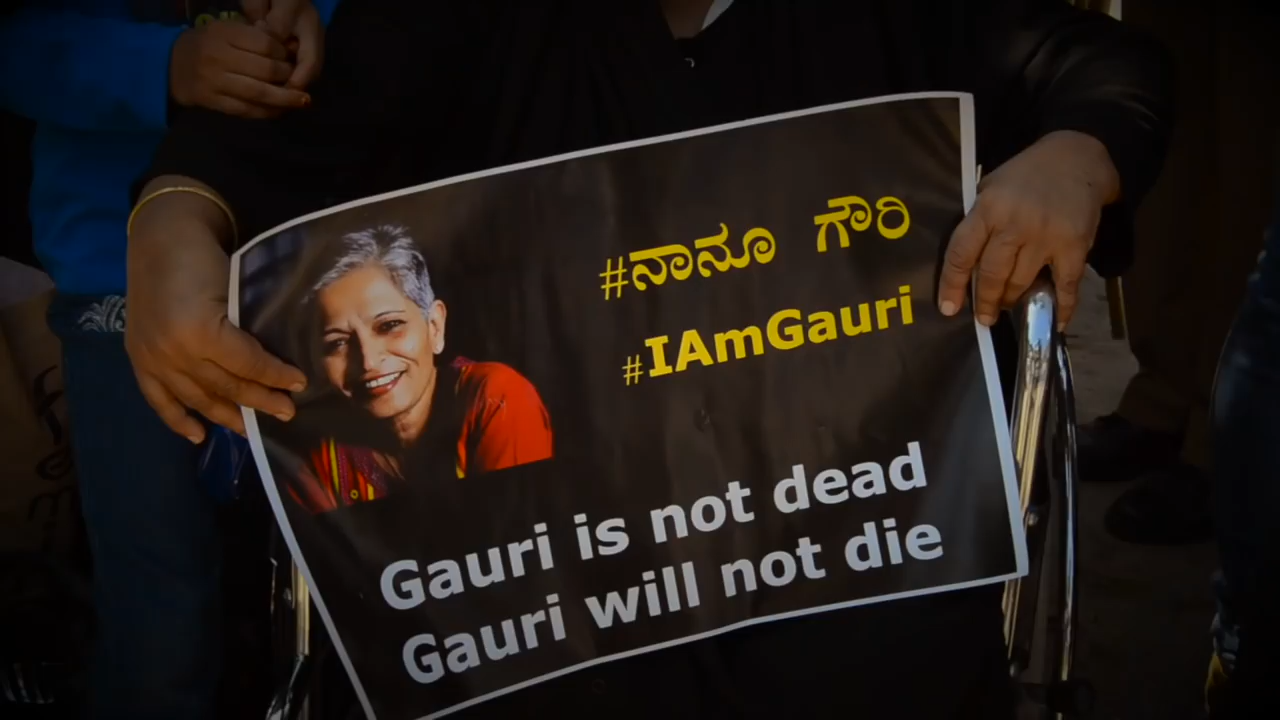 #ನಾನೂ ಗೌರಿ
#IAmGauri
Gauri is not dead
Gauri will not die